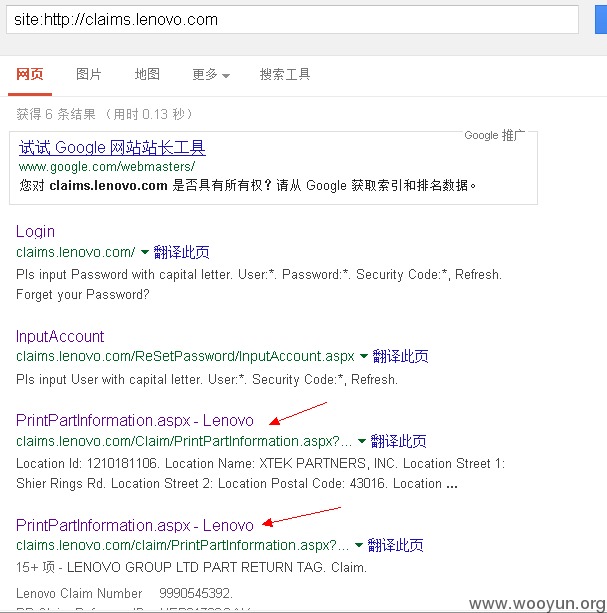 site:http://claims.lenovo.com
网页 图片 地图 更多 搜索工具
获得 6 条结果 （用时 0.13 秒）
Google 推广
试试 Google 网站站长工具
www.google.com/webmasters/
您对 claims.lenovo.com 是否具有所有权？请从 Google 获取索引和排名数据。
Login
claims.lenovo.com/ 翻译此页
Pls input Password with capital letter. User:*. Password:*. Security Code:*, Refresh.
Forget your Password?
InputAccount
claims.lenovo.com/ReSetPassword/InputAccount.aspx 翻译此页
Pls input User with capital letter. User:*. Security Code:*, Refresh.
PrintPartInformation.aspx - Lenovo
claims.lenovo.com/Claim/PrintPartInformation.aspx?... 翻译此页
Location Id: 1210181106. Location Name: XTEK PARTNERS, INC. Location Street 1:
Shier Rings Rd. Location Street 2: Location Postal Code: 43016. Location ...
PrintPartInformation.aspx - Lenovo
claims.lenovo.com/claim/PrintPartInformation.aspx?... 翻译此页
15+ 项 - LENOVO GROUP LTD PART RETURN TAG. Claim.
Lenovo Claim Number 9990545392.
www.wooyun.org